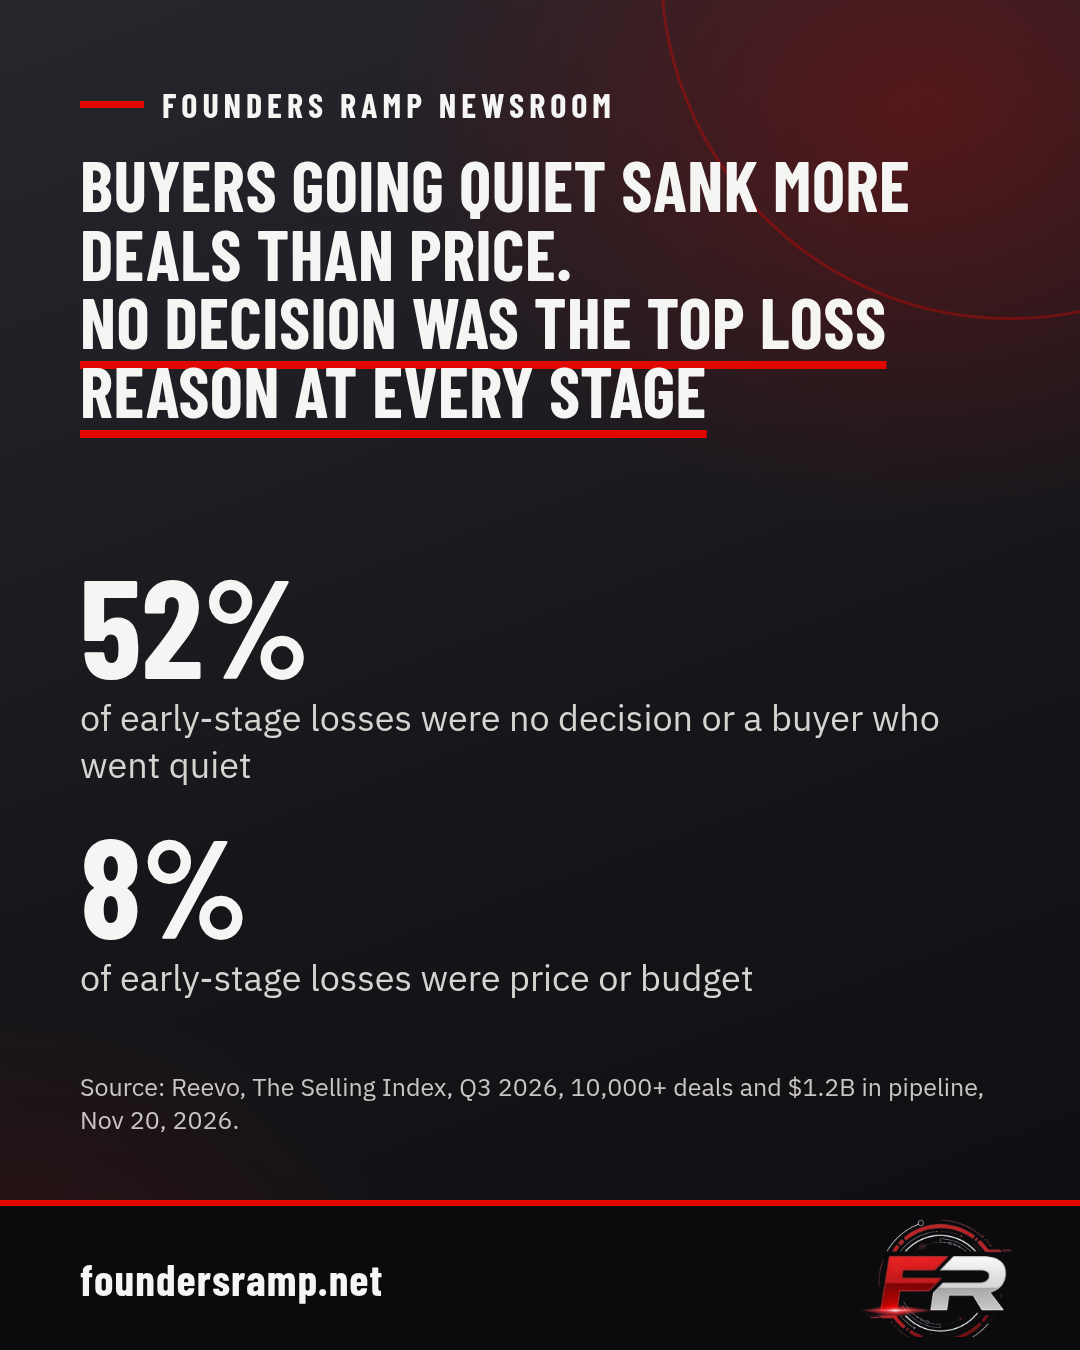 FOUNDERS RAMP NEWSROOM
BUYERS GOING QUIET SANK MORE
DEALS THAN PRICE.
NO DECISION WAS THE TOP LOSS
REASON AT EVERY STAGE
52%
of early-stage losses were no decision or a buyer who
went quiet
8%
of early-stage losses were price or budget
Source: Reevo, The Selling Index, Q3 2026, 10,000+ deals and $1.2B in pipeline,
Nov 20, 2026.
foundersramp.net
FR